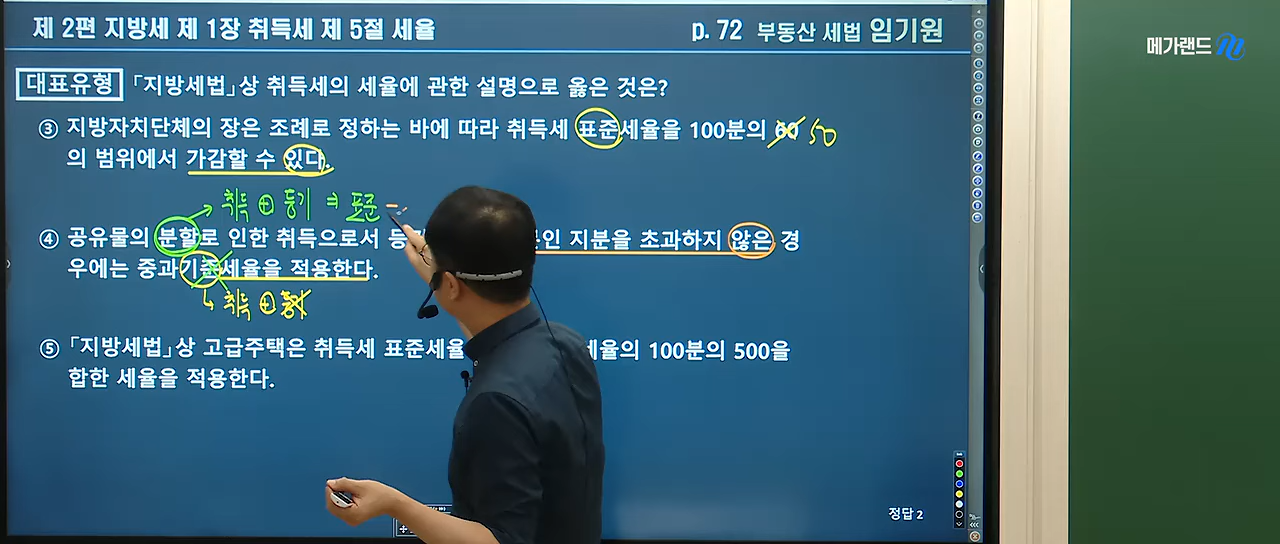 제 2편 지방세 제 1장 취득세 제 5절 세율
p. 72 부동산 세법 임기원
메가랜드
대표유형 「지방세법」상 취득세의 세율에 관한 설명으로 옳은 것은?
③ 지방자치단체의 장은 조례로 정하는 바에 따라 취득세 표준세율을 100분의 60 50
의 범위에서 가감할 수 있다.
취득 + 등기 ⇒ 표준 -
④ 공유물의 분할로 인한 취득으로서 등 인 지분을 초과하지 않은 경
우에는 중과기준세율을 적용한다.
↳ 취득 + 등기
⑤ 「지방세법」상 고급주택은 취득세 표준세율 세율의 100분의 500을
합한 세율을 적용한다.
정답 2